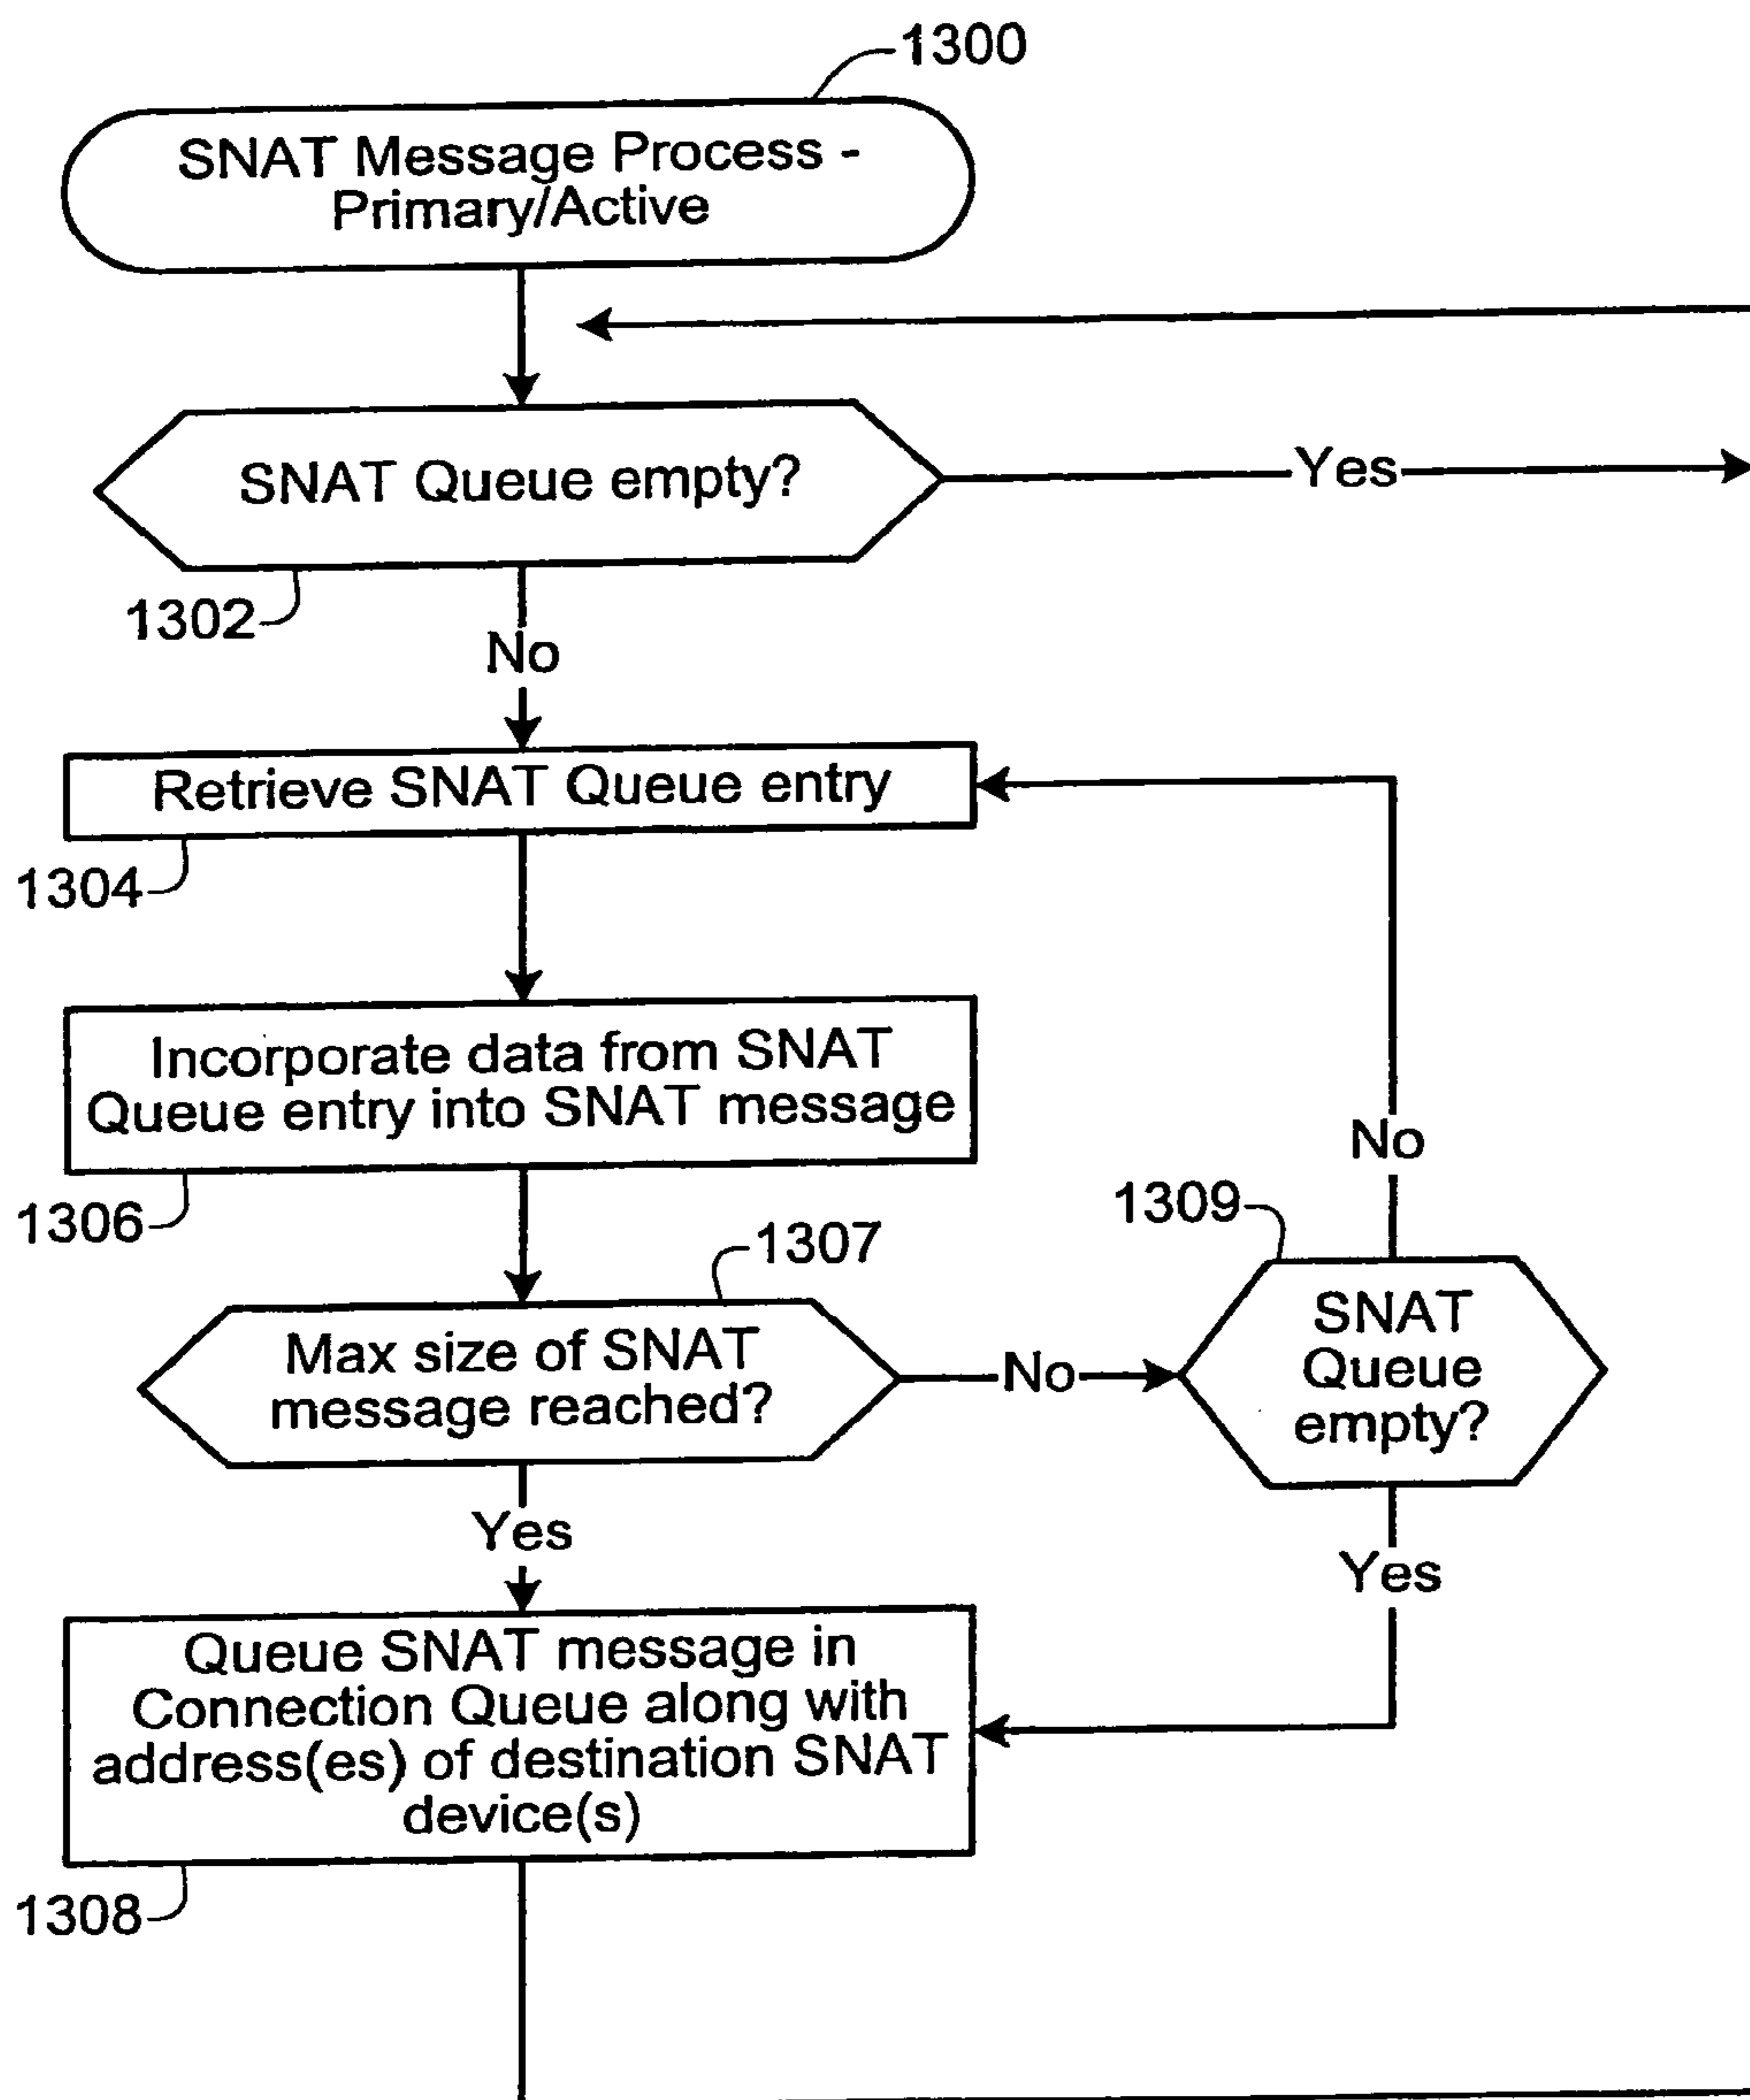 1300
SNAT Message Process -
Primary/Active
SNAT Queue empty?
Yes
1302
No
Retrieve SNAT Queue entry
1304
Incorporate data from SNAT
Queue entry into SNAT message
No
1306
1309
1307
Max size of SNAT
message reached?
No
SNAT
Queue
empty?
Yes
Yes
Queue SNAT message in
Connection Queue along with
address(es) of destination SNAT
device(s)
1308